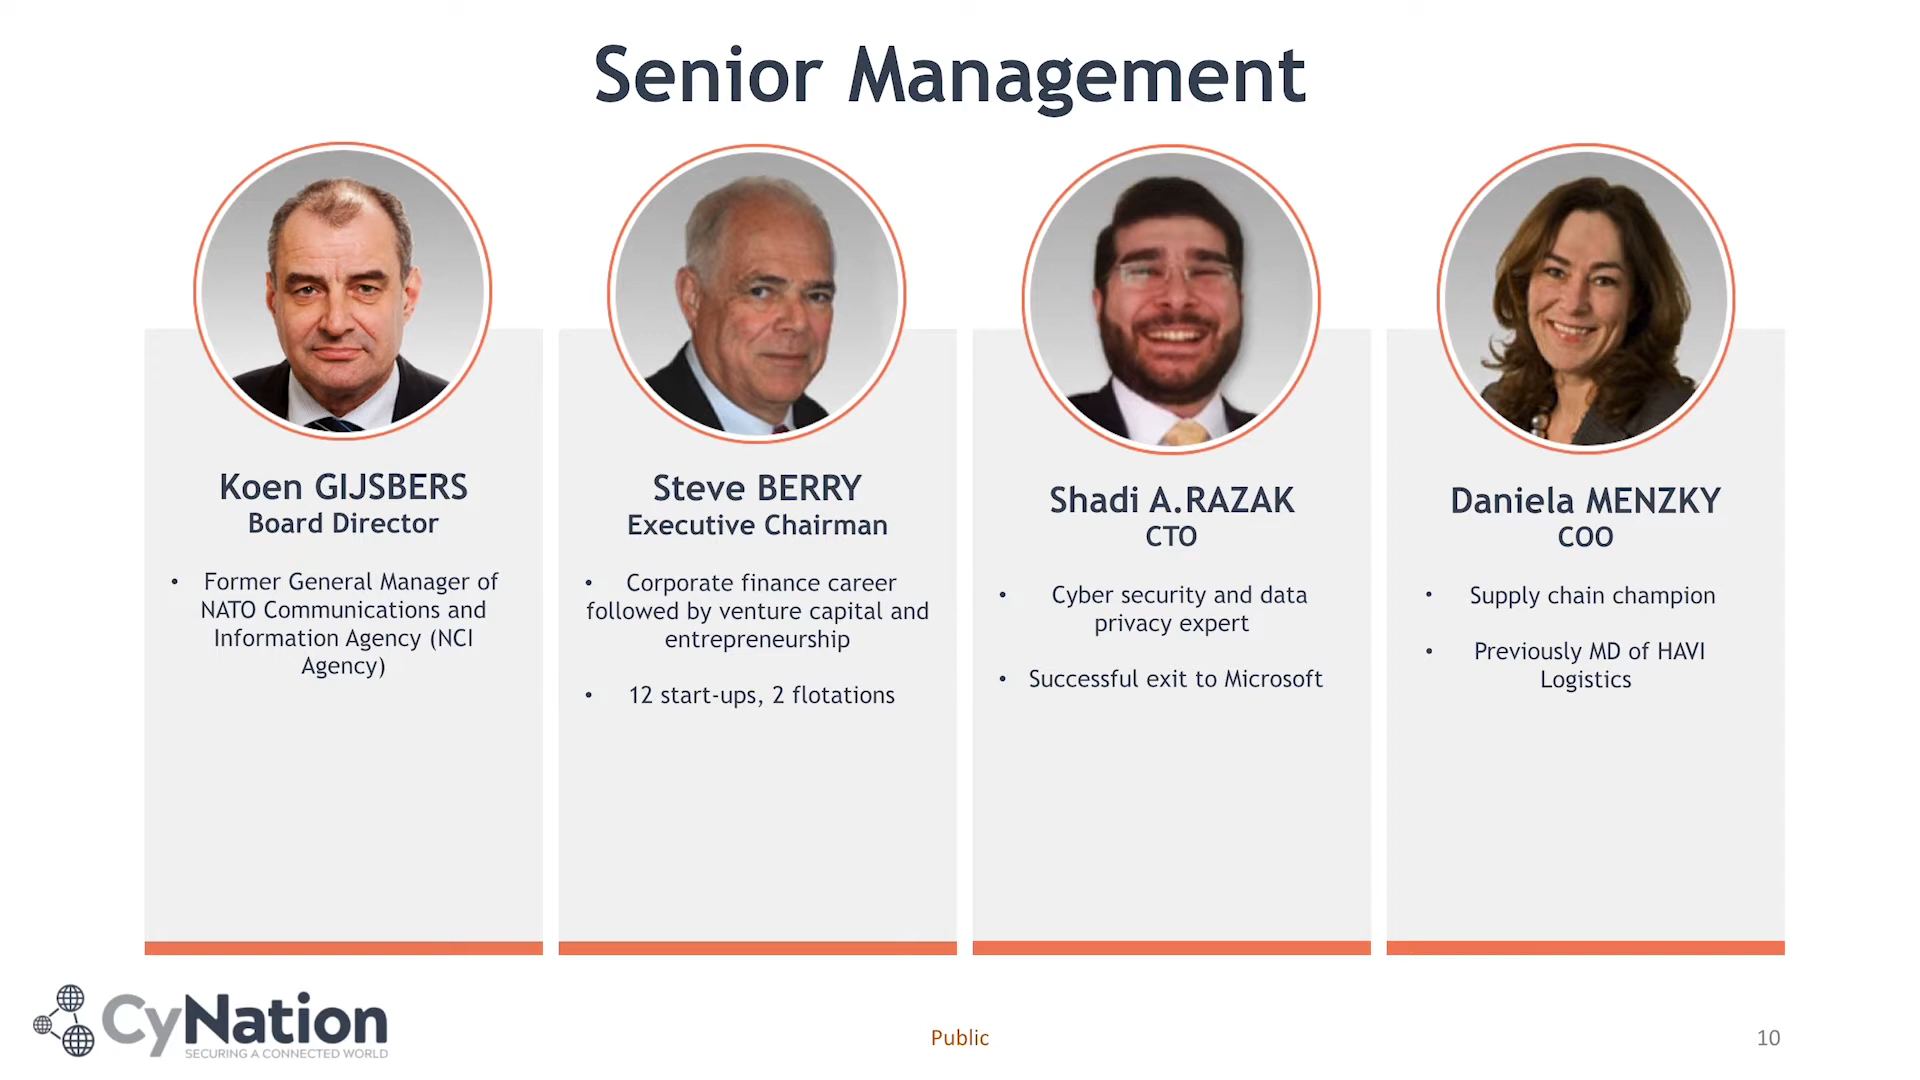 Senior Management
Koen GIJSBERS
Board Director
• Former General Manager of
NATO Communications and
Information Agency (NCI
Agency)
Steve BERRY
Executive Chairman
• Corporate finance career
followed by venture capital and
entrepreneurship
• 12 start-ups, 2 flotations
Shadi A.RAZAK
CTO
• Cyber security and data
privacy expert
• Successful exit to Microsoft
Daniela MENZKY
COO
• Supply chain champion
• Previously MD of HAVI
Logistics
CyNation
SECURING A CONNECTED WORLD
Public
10